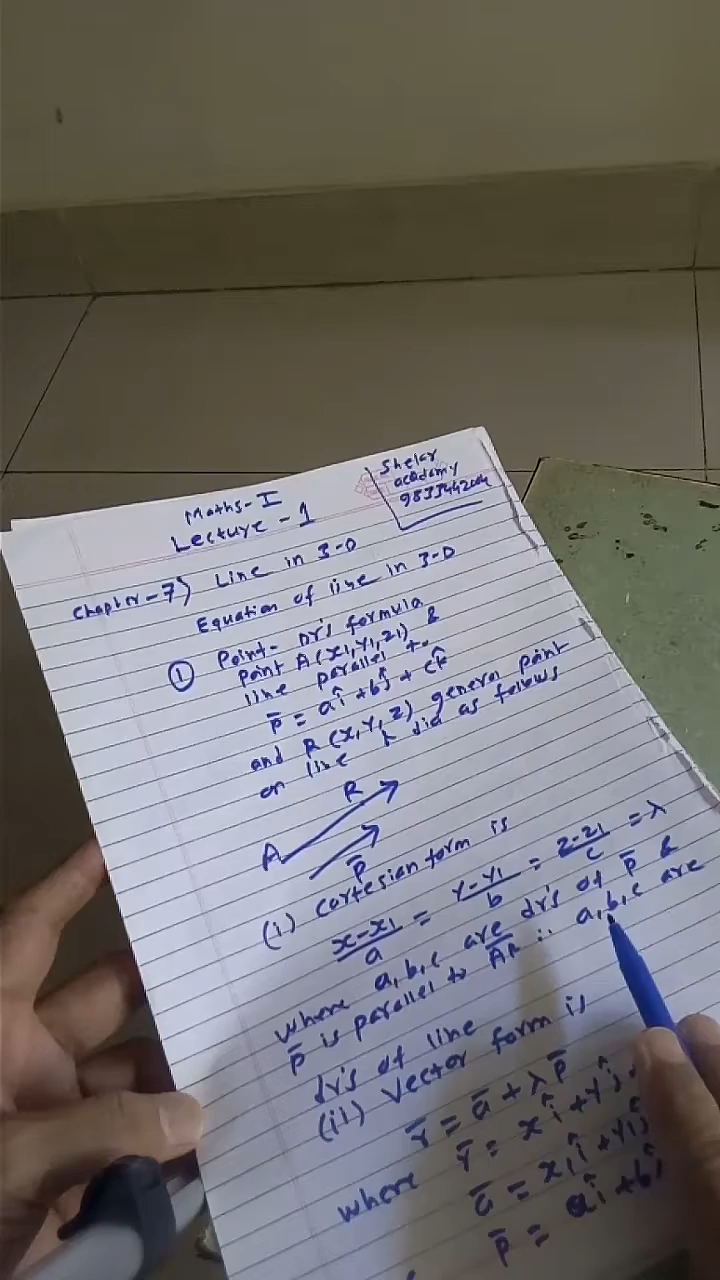 Maths-I
Lecture-1
Shelar
academy
Chapter-7) Line in 3-D
Equation of line in 3-D
① Point- Dr's formula
point A(x1,y1,z1) &
line parallel to
p̄ = aî + bĵ + ck̂
and R(x,y,z) general point
on line & dia as follows
A R
p̄
(i) Cartesian form is
x-x1/a = y-y1/b = z-z1/c = λ
where a,b,c are dr's of p̄ &
p̄ is parallel to AR ∴ a,b,c are
dr's of line
(ii) Vector form is
r̄ = ā + λp̄
where r̄ = xî + yĵ
ā = x1î + y1ĵ
p̄ = aî + bĵ